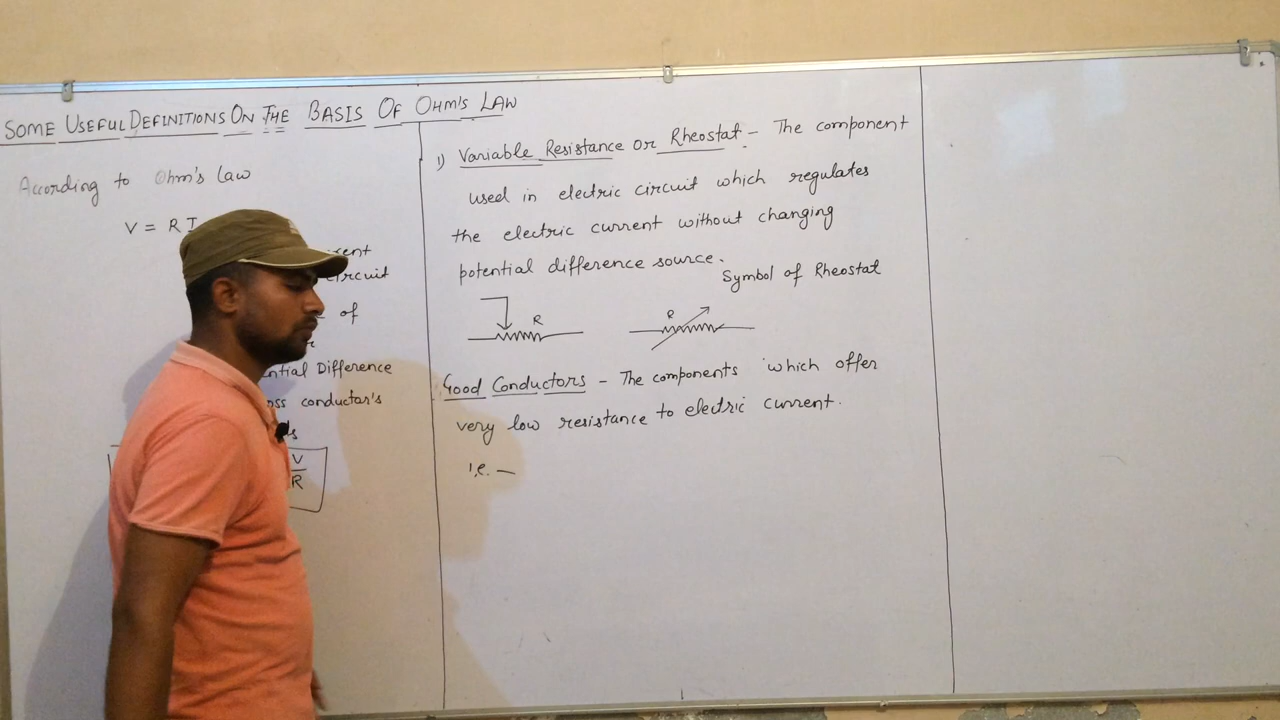 SOME USEFUL DEFINITIONS ON THE BASIS OF OHM'S LAW
According to Ohm's Law
V = R I
circuit
of
Difference
conductor's
V
R
1) Variable Resistance or Rheostat - The component
used in electric circuit which regulates
the electric current without changing
potential difference source.
Symbol of Rheostat
R
R
Good Conductors - The components which offer
very low resistance to electric current.
i.e. -